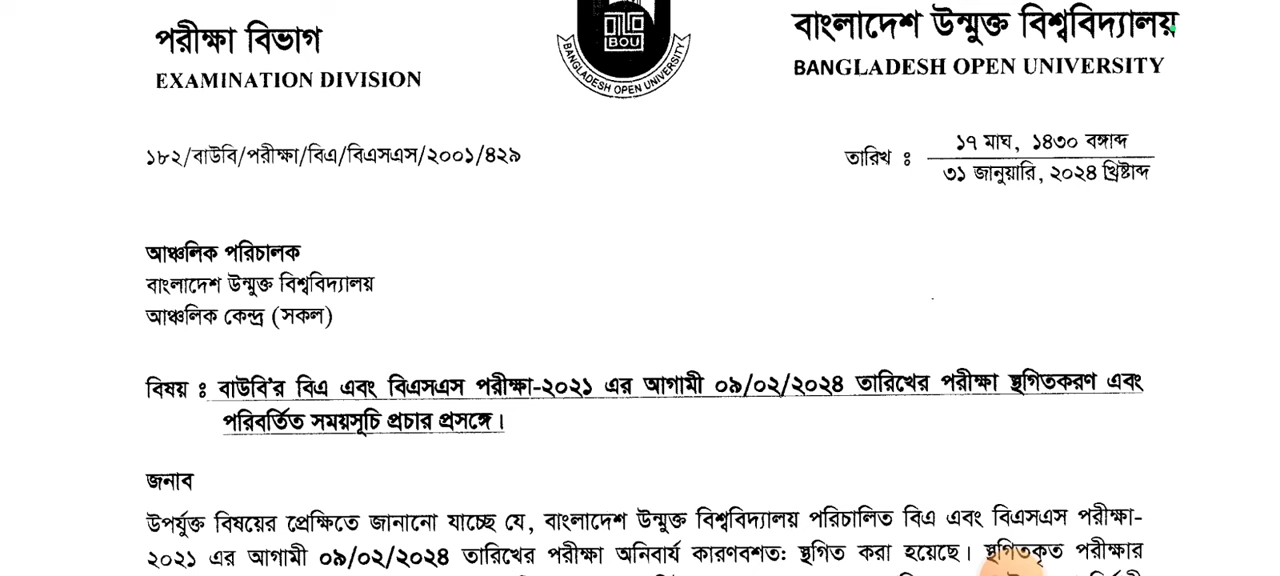 পরীক্ষা বিভাগ
EXAMINATION DIVISION
BOU
BANGLADESH OPEN UNIVERSITY
বাংলাদেশ উন্মুক্ত বিশ্ববিদ্যালয়
BANGLADESH OPEN UNIVERSITY
১৮২/বাউবি/পরীক্ষা/বিএ/বিএসএস/২০০১/৪২৯
তারিখ ঃ ১৭ মাঘ, ১৪৩০ বঙ্গাব্দ
৩১ জানুয়ারি, ২০২৪ খ্রিষ্টাব্দ
আঞ্চলিক পরিচালক
বাংলাদেশ উন্মুক্ত বিশ্ববিদ্যালয়
আঞ্চলিক কেন্দ্র (সকল)
বিষয় ঃ বাউবি'র বিএ এবং বিএসএস পরীক্ষা-২০২১ এর আগামী ০৯/০২/২০২৪ তারিখের পরীক্ষা স্থগিতকরণ এবং
পরিবর্তিত সময়সূচি প্রচার প্রসঙ্গে।
জনাব
উপর্যুক্ত বিষয়ের প্রেক্ষিতে জানানো যাচ্ছে যে, বাংলাদেশ উন্মুক্ত বিশ্ববিদ্যালয় পরিচালিত বিএ এবং বিএসএস পরীক্ষা-
২০২১ এর আগামী ০৯/০২/২০২৪ তারিখের পরীক্ষা অনিবার্য কারণবশত: স্থগিত করা হয়েছে। স্থগিতকৃত পরীক্ষার